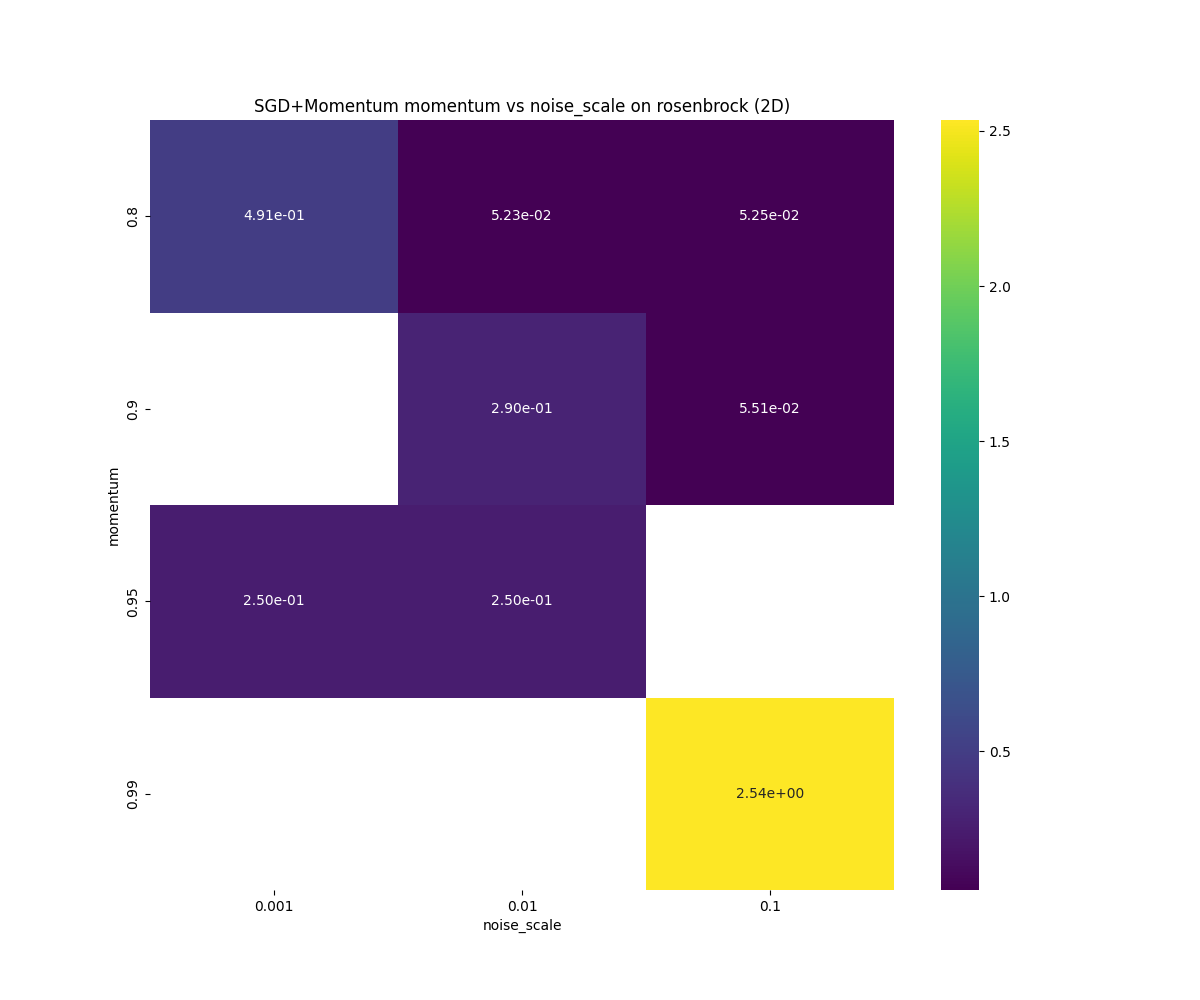 SGD+Momentum momentum vs noise_scale on rosenbrock (2D)
momentum
0.8
4.91e-01
5.23e-02
5.25e-02
0.9
2.90e-01
5.51e-02
0.95
2.50e-01
2.50e-01
0.99
2.54e+00
0.001
0.01
0.1
noise_scale
2.5
2.0
1.5
1.0
0.5